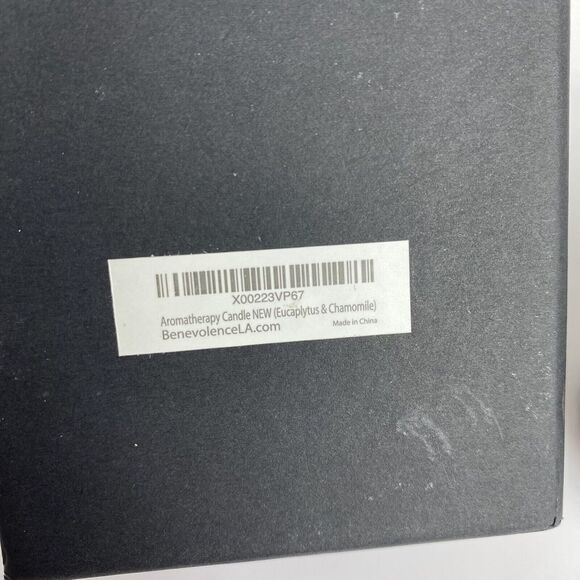 X00223VP67
Aromatherapy Candle NEW (Eucaplytus & Chamomile)
BenevolenceLA.com
Made in China